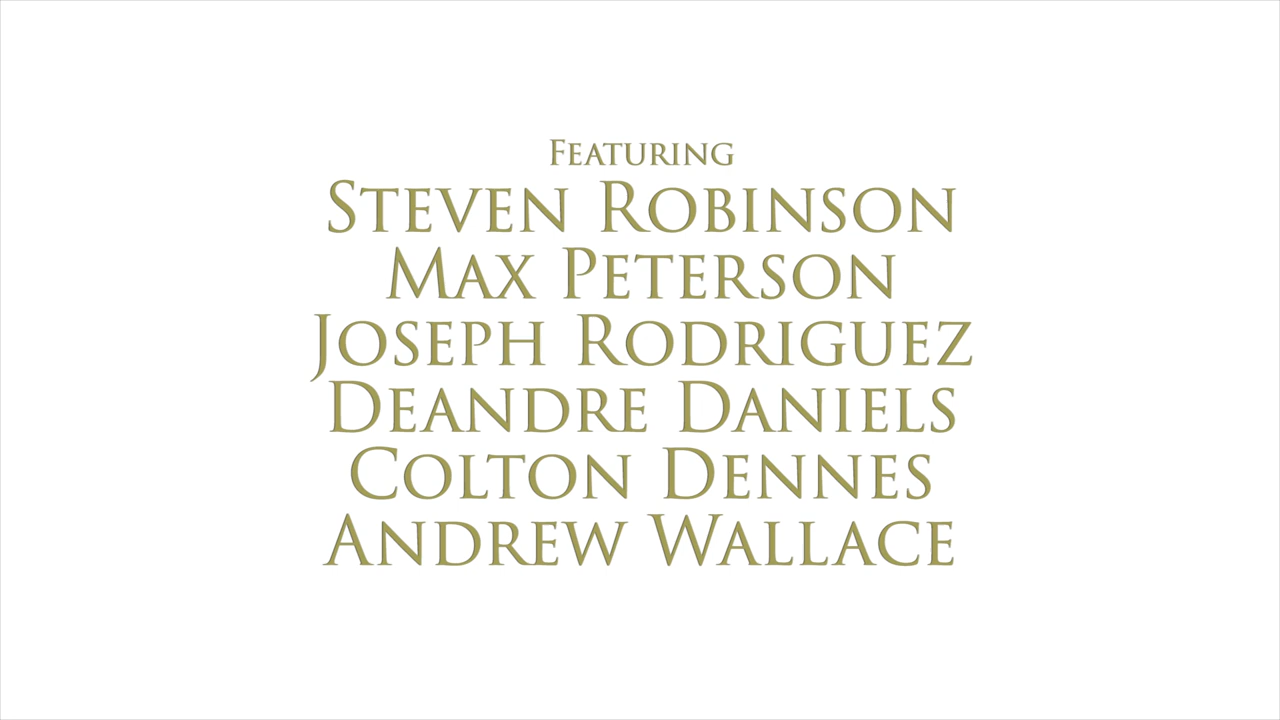 Featuring
Steven Robinson
Max Peterson
Joseph Rodriguez
Deandre Daniels
Colton Dennes
Andrew Wallace